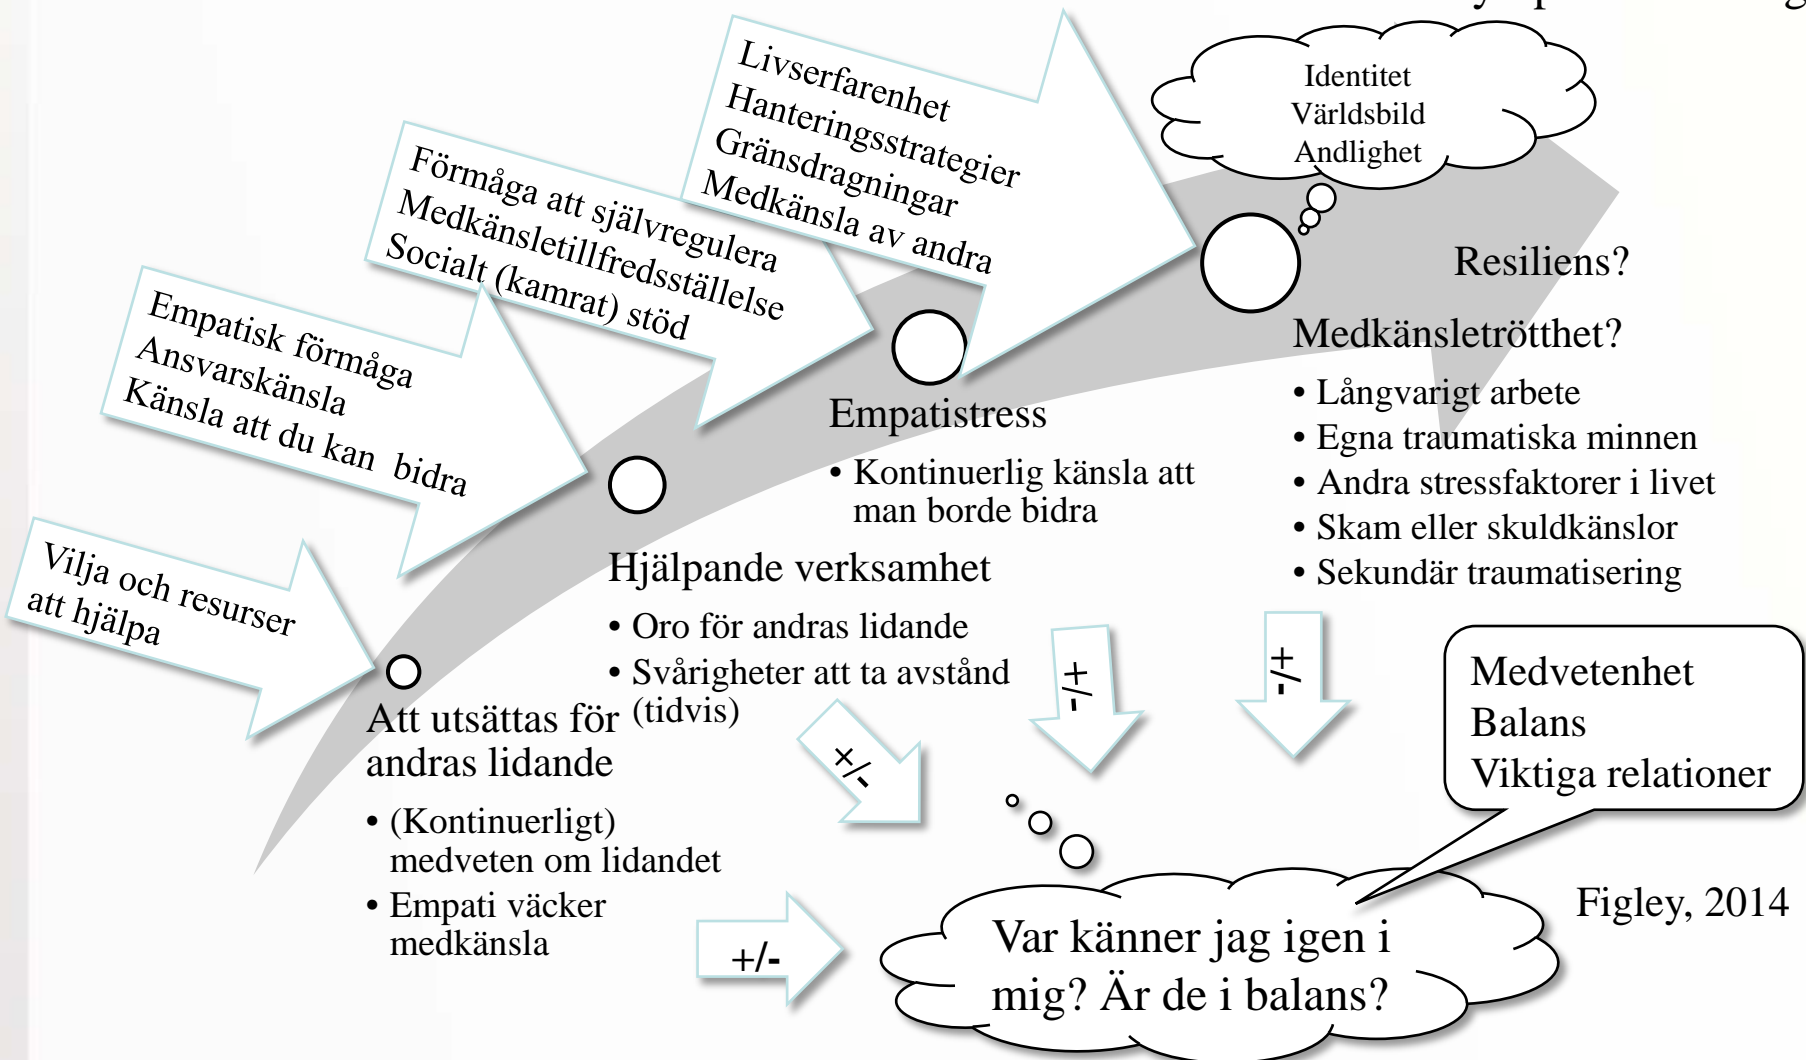 Livserfarenhet
Hanteringsstrategier
Gränsdragningar
Medkänsla av andra
Identitet
Världsbild
Andlighet
Förmåga att självregulera
Medkänsletillfredsställelse
Socialt (kamrat) stöd
Empatisk förmåga
Ansvarskänsla
Känsla att du kan bidra
Vilja och resurser
att hjälpa
Resiliens?
Medkänsletrötthet?
• Långvarigt arbete
• Egna traumatiska minnen
• Andra stressfaktorer i livet
• Skam eller skuldkänslor
• Sekundär traumatisering
Empatistress
• Kontinuerlig känsla att
man borde bidra
Hjälpande verksamhet
• Oro för andras lidande
• Svårigheter att ta avstånd
(tidvis)
Att utsättas för
andras lidande
• (Kontinuerligt)
medveten om lidandet
• Empati väcker
medkänsla
+/-
+/-
+/-
+/-
Medvetenhet
Balans
Viktiga relationer
Var känner jag igen i
mig? Är de i balans?
Figley, 2014